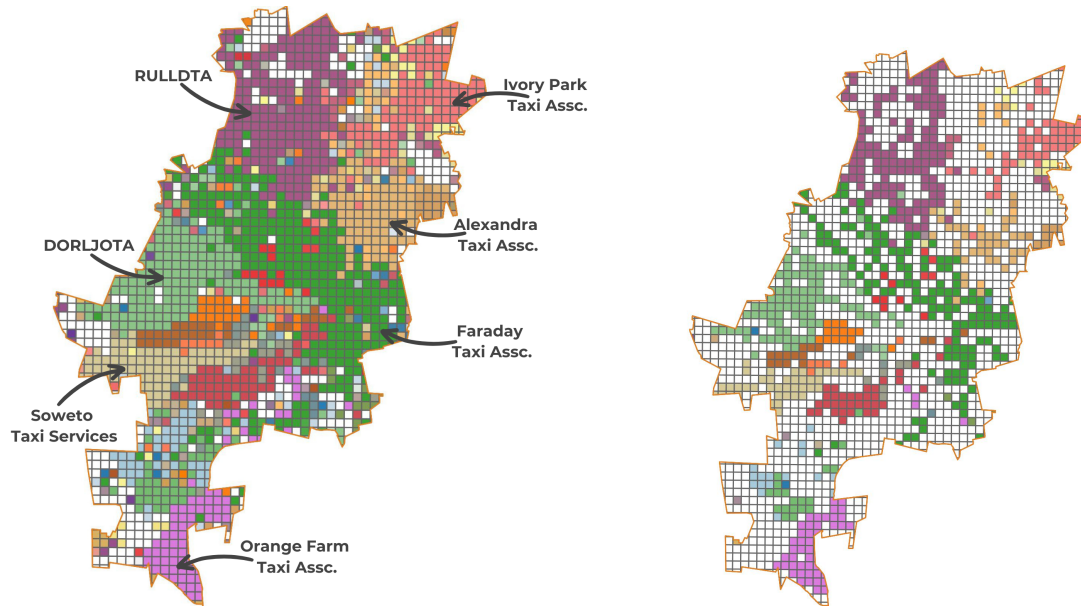 RULLDTA
Ivory Park
Taxi Assc.
Alexandra
Taxi Assc.
DORLJOTA
Faraday
Taxi Assc.
Soweto
Taxi Services
Orange Farm
Taxi Assc.